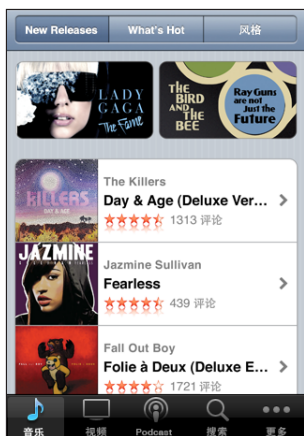 New Releases
What's Hot
风格
LADY
GAGA
The Fame
THE
BIRD
AND
THE
BEE
Ray Guns
are not
Just the
Future
The Killers
KILLERS
DAY & AGE
Day & Age (Deluxe Ver...
1313 评论
JAZMINE
Jazmine Sullivan
Fearless
439 评论
Fall Out Boy
Folie à Deux (Deluxe E...
1721 评论
音乐
视频
Podcast
搜索
更多